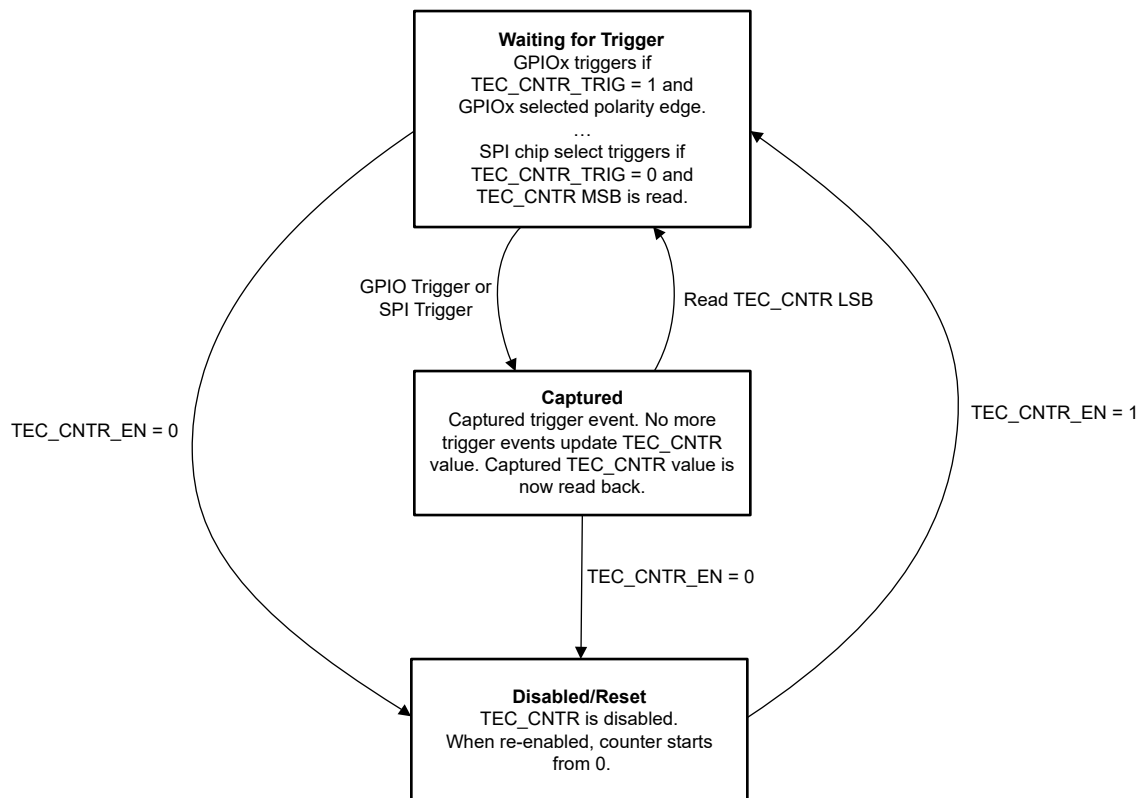 Waiting for Trigger
GPIOx triggers if
TEC_CNTR_TRIG = 1 and
GPIOx selected polarity edge.
…
SPI chip select triggers if
TEC_CNTR_TRIG = 0 and
TEC_CNTR MSB is read.
GPIO Trigger or
SPI Trigger
Read TEC_CNTR LSB
Captured
Captured trigger event. No more
trigger events update TEC_CNTR
value. Captured TEC_CNTR value is
now read back.
TEC_CNTR_EN = 0
TEC_CNTR_EN = 1
TEC_CNTR_EN = 0
Disabled/Reset
TEC_CNTR is disabled.
When re-enabled, counter starts
from 0.